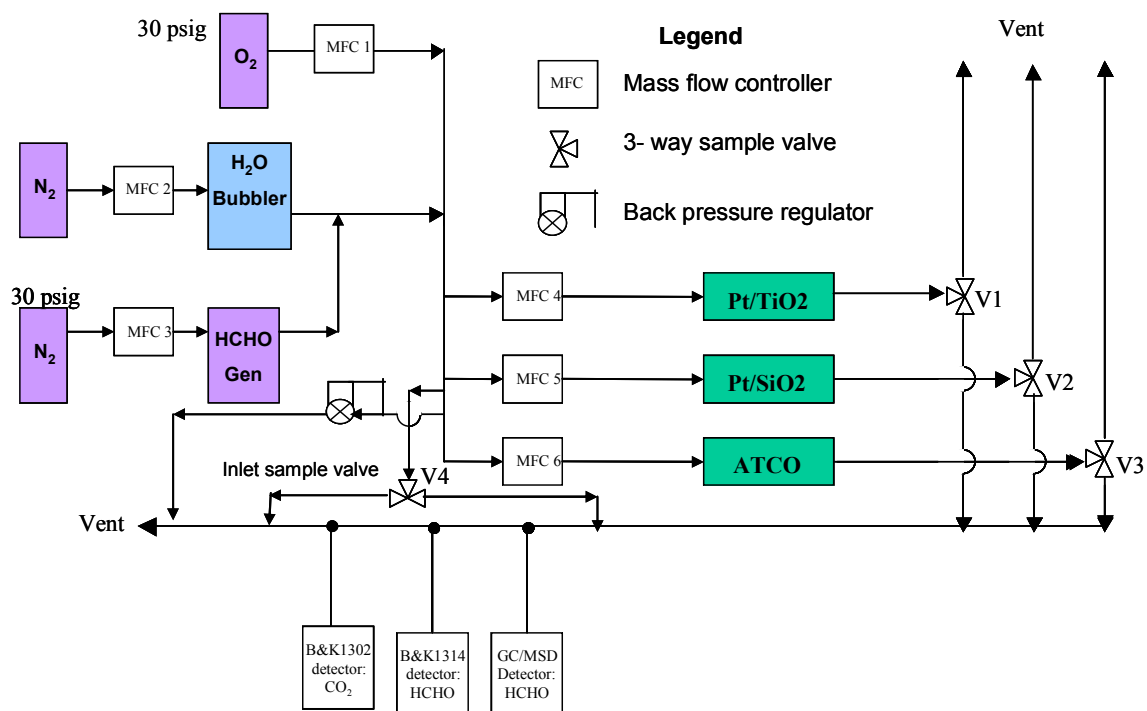 30 psig
O₂
MFC 1
Legend
Vent
MFC
Mass flow controller
3- way sample valve
Back pressure regulator
N₂
MFC 2
H₂O
Bubbler
30 psig
N₂
MFC 3
HCHO
Gen
MFC 4
Pt/TiO2
V1
MFC 5
Pt/SiO2
V2
MFC 6
ATCO
V3
Inlet sample valve
V4
Vent
B&K1302
detector:
CO₂
B&K1314
detector:
HCHO
GC/MSD
Detector:
HCHO